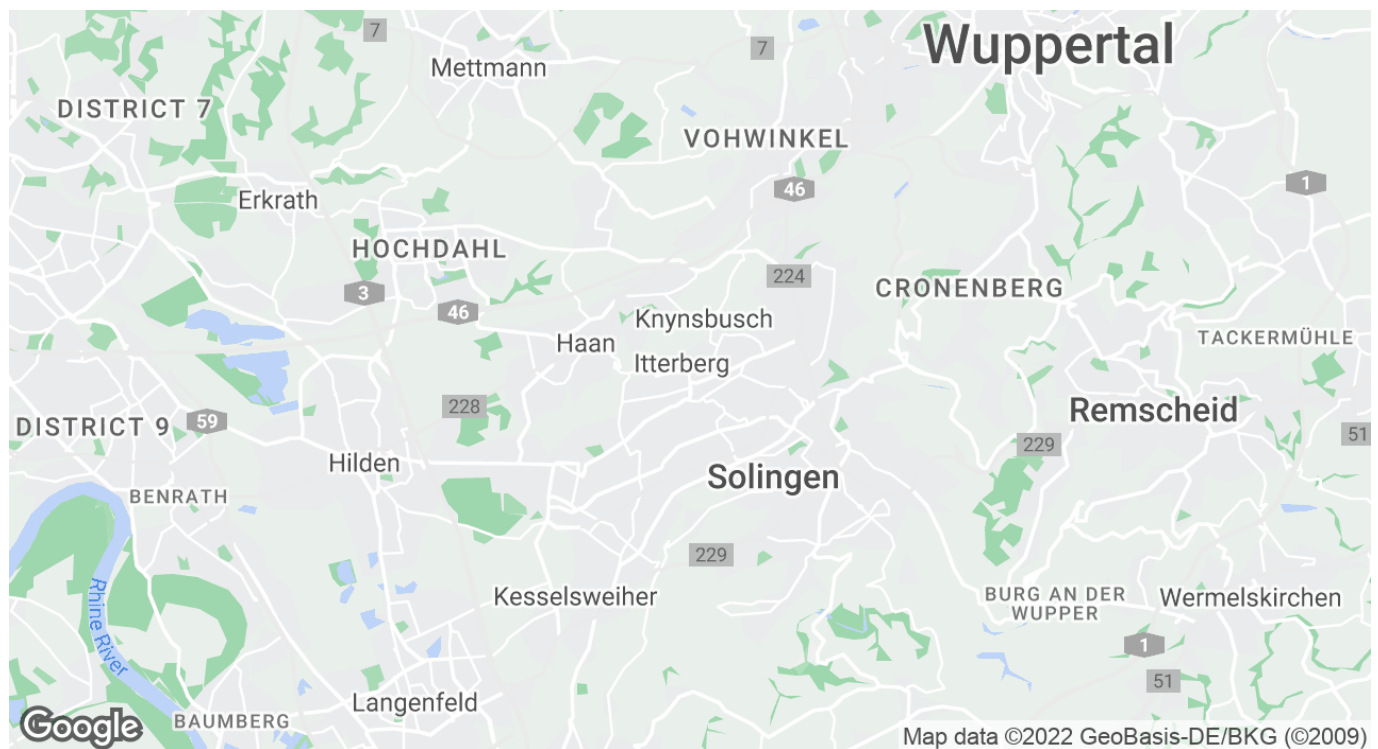 7
7
Wuppertal
Mettmann
DISTRICT 7
VOHWINKEL
46
1
Erkrath
HOCHDAHL
224
3
46
CRONENBERG
Knynsbusch
Haan
TACKERMÜHLE
Itterberg
228
59
DISTRICT 9
Remscheid
51
229
Hilden
Solingen
BENRATH
229
Kesselsweiher
BURG AN DER
WUPPER
Wermelskirchen
Rhine River
1
51
Langenfeld
BAUMBERG
Google
Map data ©2022 GeoBasis-DE/BKG (©2009)